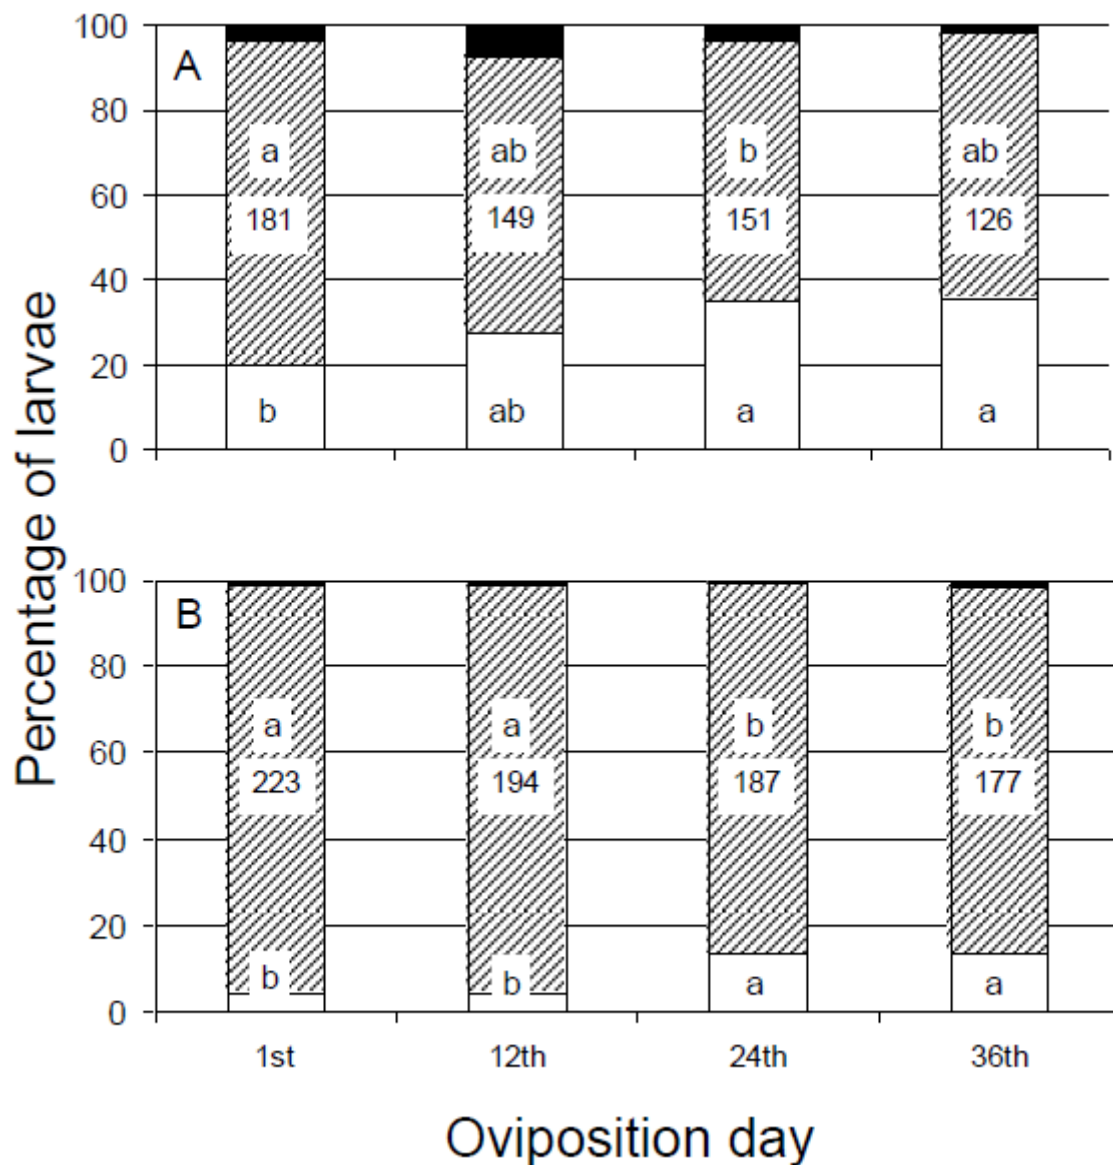 Percentage of larvae
100
80
60
40
20
0
A
a ab b ab
181 149 151 126
b ab a a
100
80
60
40
20
0
B
a a b b
223 194 187 177
b b a a
1st 12th 24th 36th
Oviposition day